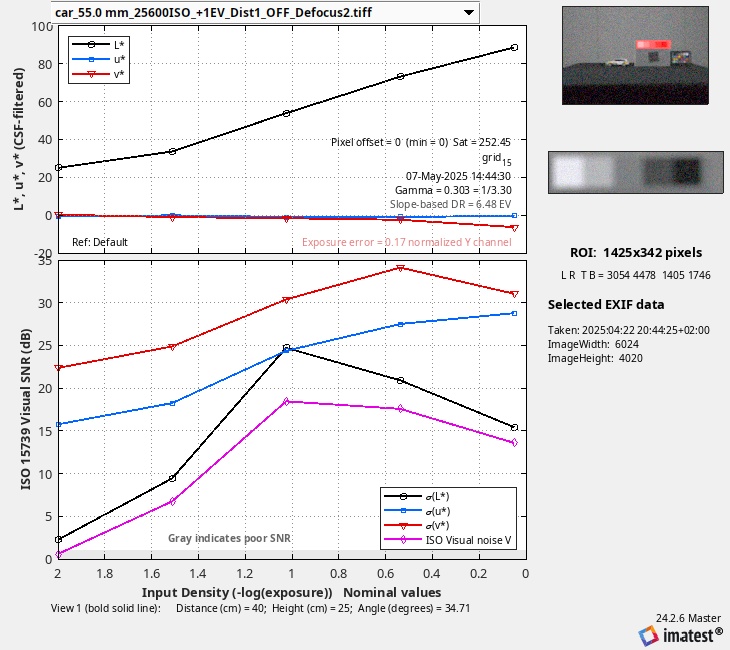 car_55.0 mm_25600ISO_+1EV_Dist1_OFF_Defocus2.tiff
100
80
60
40
20
0
-20
L*, u*, v* (CSF-filtered)
L*
u*
v*
Pixel offset = 0 (min = 0) Sat = 252.45
grid15
07-May-2025 14:44:30
Gamma = 0.303 = 1/3.30
Slope-based DR = 6.48 EV
Ref: Default
Exposure error = 0.17 normalized Y channel
35
30
25
20
15
10
5
0
ISO 15739 Visual SNR (dB)
σ(L*)
σ(u*)
σ(v*)
ISO Visual noise V
Gray indicates poor SNR
2 1.8 1.6 1.4 1.2 1 0.8 0.6 0.4 0.2 0
Input Density (-log(exposure)) Nominal values
View 1 (bold solid line): Distance (cm) = 40; Height (cm) = 25; Angle (degrees) = 34.71
ROI: 1425x342 pixels
L R T B = 3054 4478 1405 1746
Selected EXIF data
Taken: 2025:04:22 20:44:25+02:00
ImageWidth: 6024
ImageHeight: 4020
24.2.6 Master
imatest®